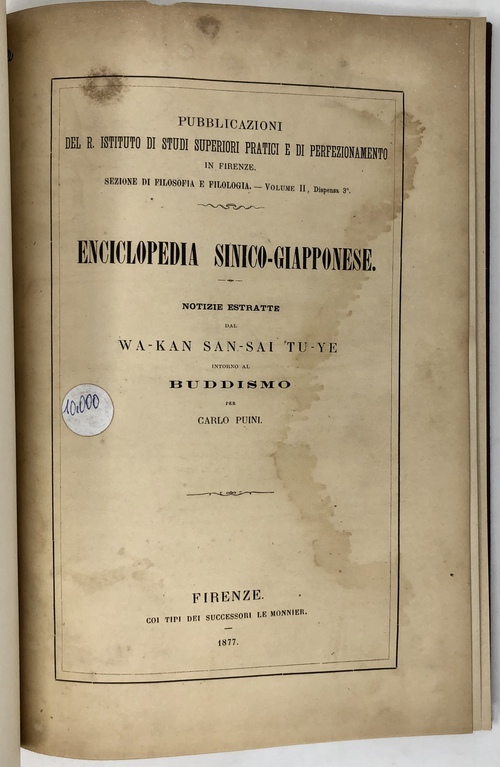 PUBBLICAZIONI
DEL R. ISTITUTO DI STUDI SUPERIORI PRATICI E DI PERFEZIONAMENTO
IN FIRENZE.
SEZIONE DI FILOSOFIA E FILOLOGIA. — VOLUME II, Dispensa 3ª.
ENCICLOPEDIA SINICO-GIAPPONESE.
NOTIZIE ESTRATTE
DAL
WA-KAN SAN-SAI TU-YE
INTORNO AL
BUDDISMO
PER
CARLO PUINI.
10.000
FIRENZE.
COI TIPI DEI SUCCESSORI LE MONNIER.
1877.